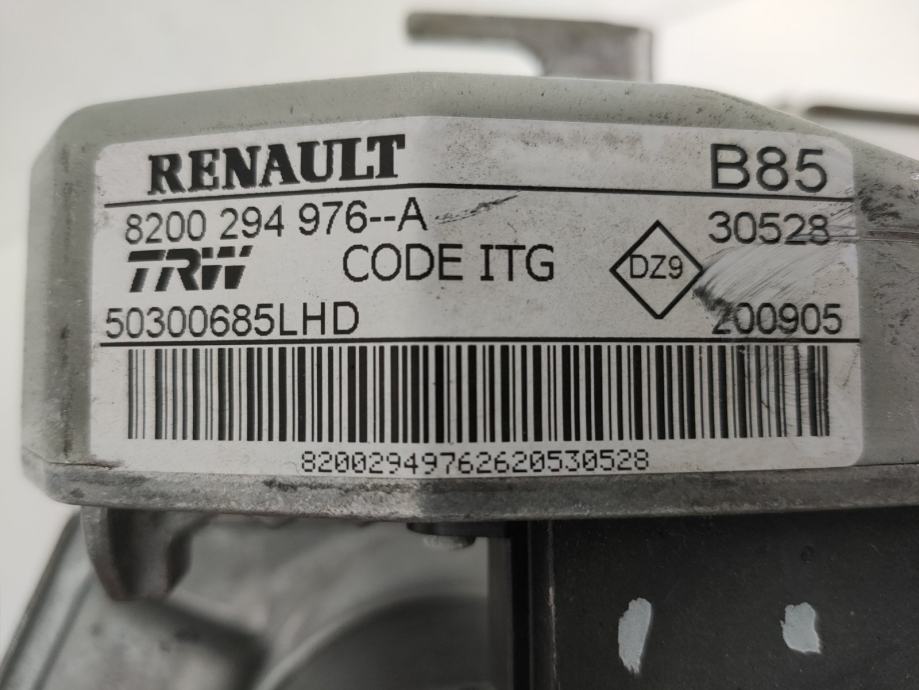 RENAULT B85
8200 294 976--A 30528
TRW CODE ITG DZ9
50300685LHD 200905
82002949762620530528